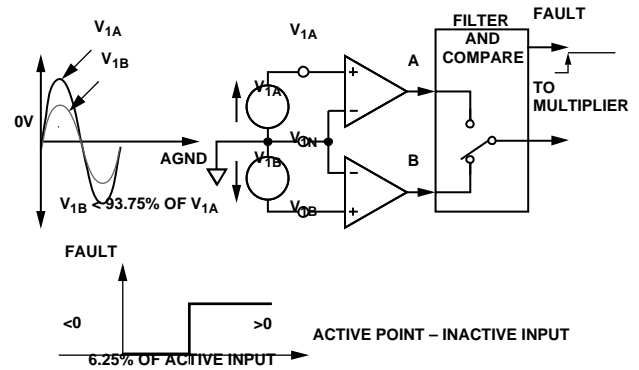 V1A
V1B
0V
AGND
V1B < 93.75% OF V1A
V1A
V1A
V1N
V1B
V1B
A
B
FILTER
AND
COMPARE
FAULT
TO
MULTIPLIER
FAULT
<0
>0
6.25% OF ACTIVE INPUT
ACTIVE POINT – INACTIVE INPUT